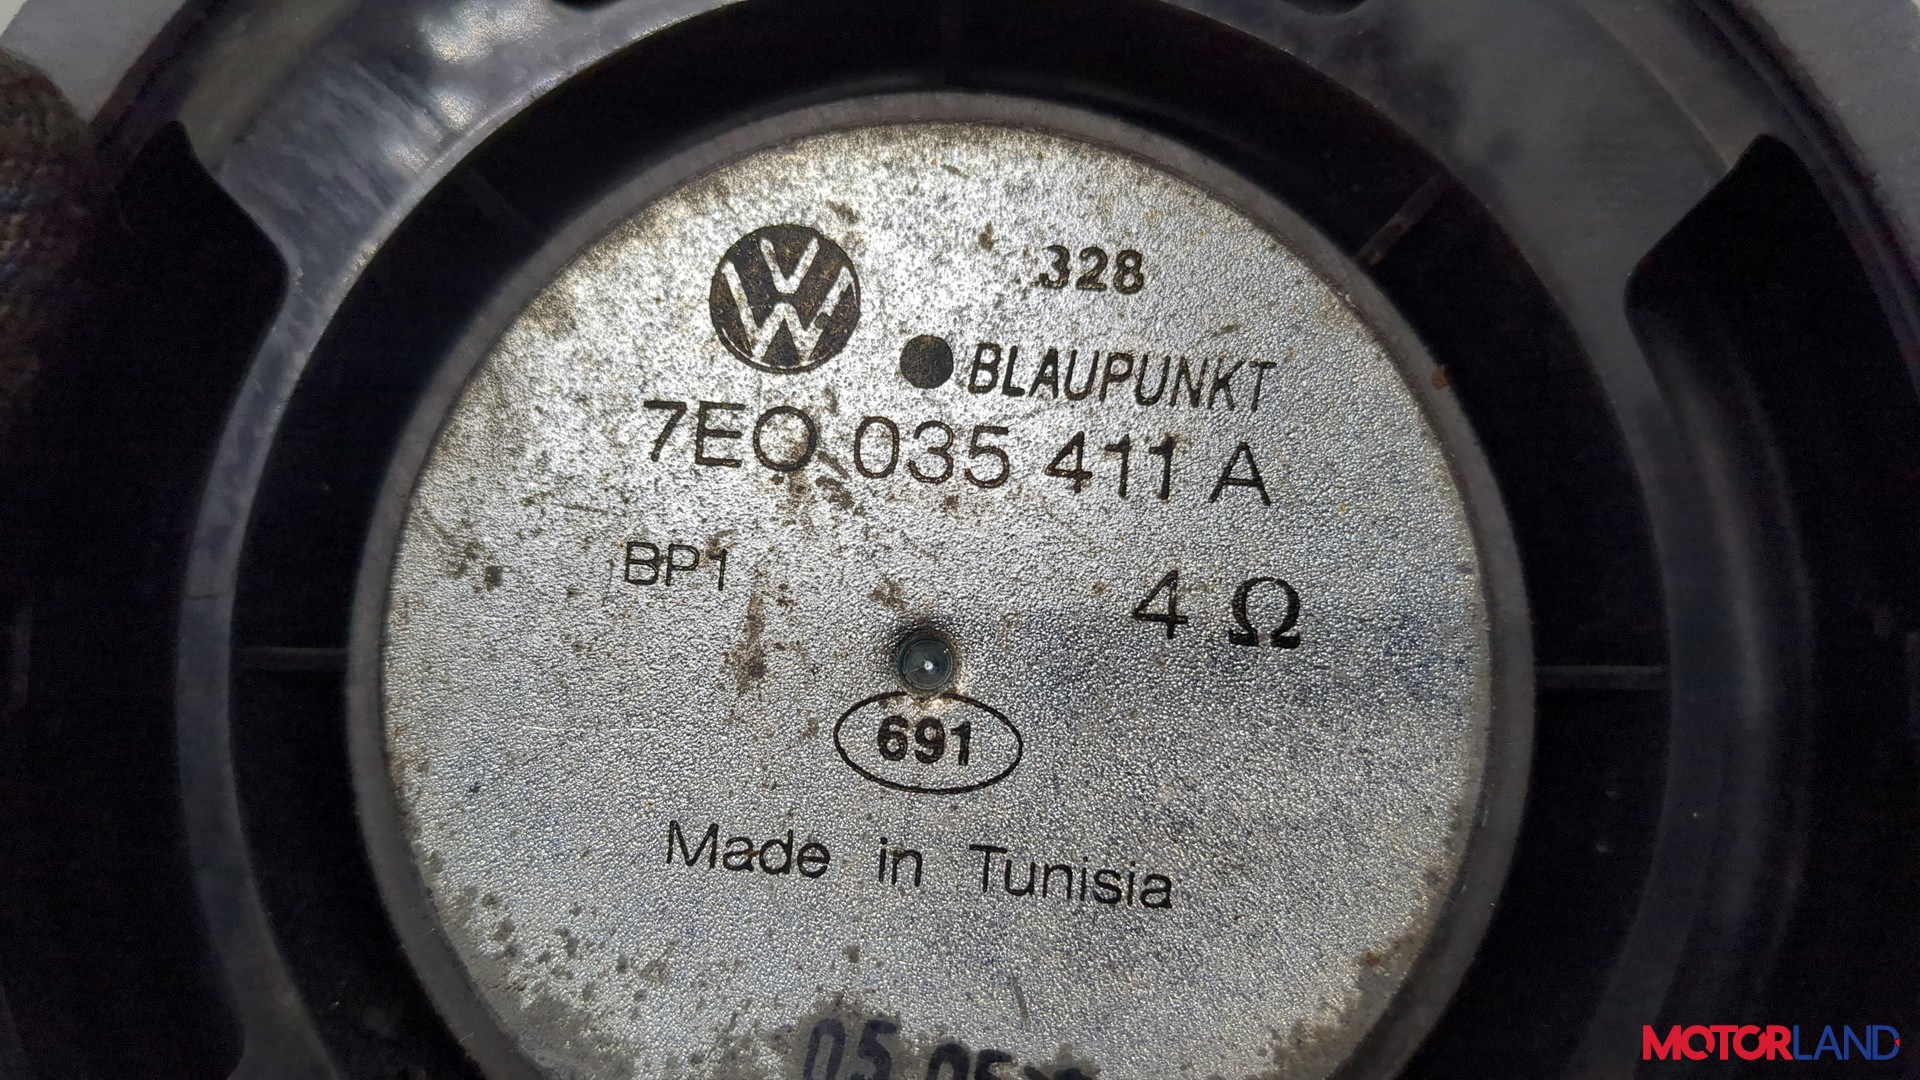 328
BLAUPUNKT
7E0 035 411 A
BP1
4 Ω
691
Made in Tunisia
MOTORLAND